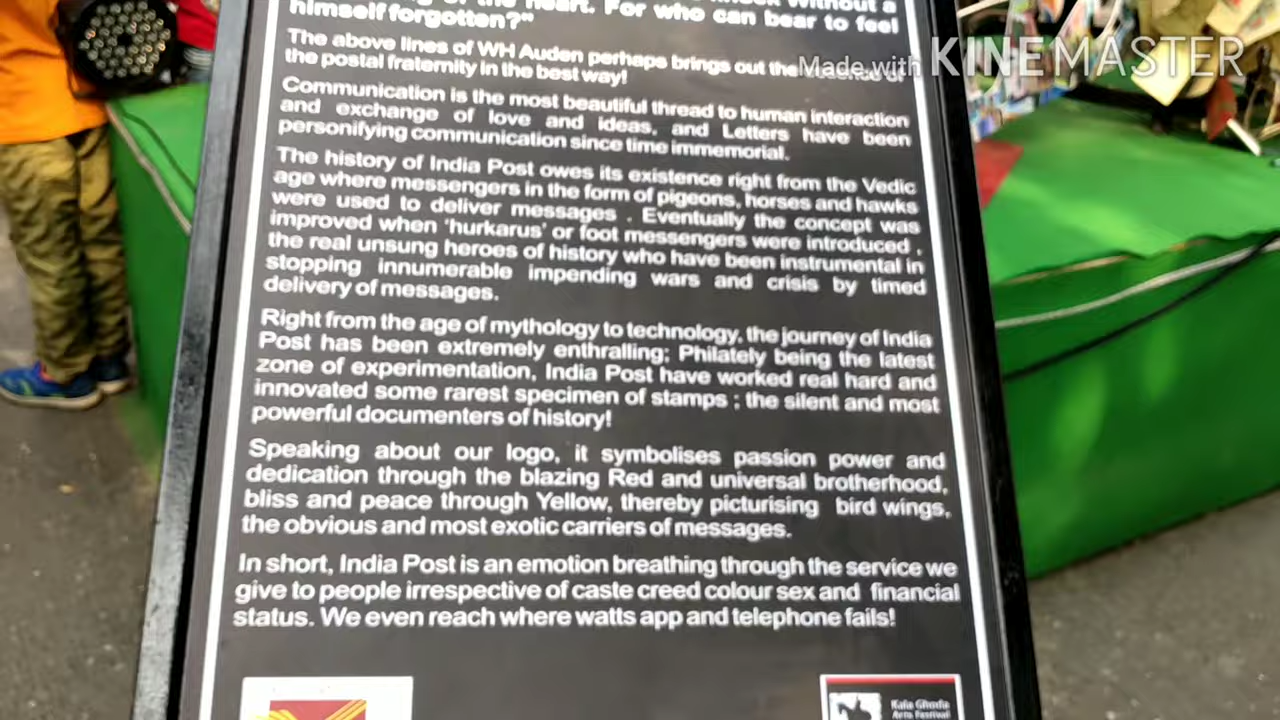 of the heart. For who can bear to feel
himself forgotten?"
The above lines of WH Auden perhaps brings out the
the postal fraternity in the best way!
Communication is the most beautiful thread to human interaction
and exchange of love and ideas, and Letters have been
personifying communication since time immemorial.
The history of India Post owes its existence right from the Vedic
age where messengers in the form of pigeons, horses and hawks
were used to deliver messages . Eventually the concept was
improved when 'hurkarus' or foot messengers were introduced ,
the real unsung heroes of history who have been instrumental in
stopping innumerable impending wars and crisis by timed
delivery of messages.
Right from the age of mythology to technology, the journey of India
Post has been extremely enthralling; Philately being the latest
zone of experimentation, India Post have worked real hard and
innovated some rarest specimen of stamps ; the silent and most
powerful documenters of history!
Speaking about our logo, it symbolises passion power and
dedication through the blazing Red and universal brotherhood,
bliss and peace through Yellow, thereby picturising bird wings,
the obvious and most exotic carriers of messages.
In short, India Post is an emotion breathing through the service we
give to people irrespective of caste creed colour sex and financial
status. We even reach where watts app and telephone fails!
Kala Ghoda
Arts Festival
Made with KINEMASTER